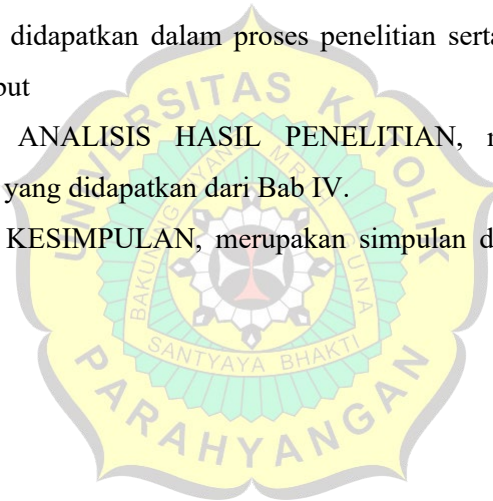 didapatkan dalam proses penelitian serta
ANALISIS HASIL PENELITIAN,
yang didapatkan dari Bab IV.
KESIMPULAN, merupakan simpulan
UNIVERSITAS KATOLIK
PARAHYANGAN
SANTYAYA BHAKTI